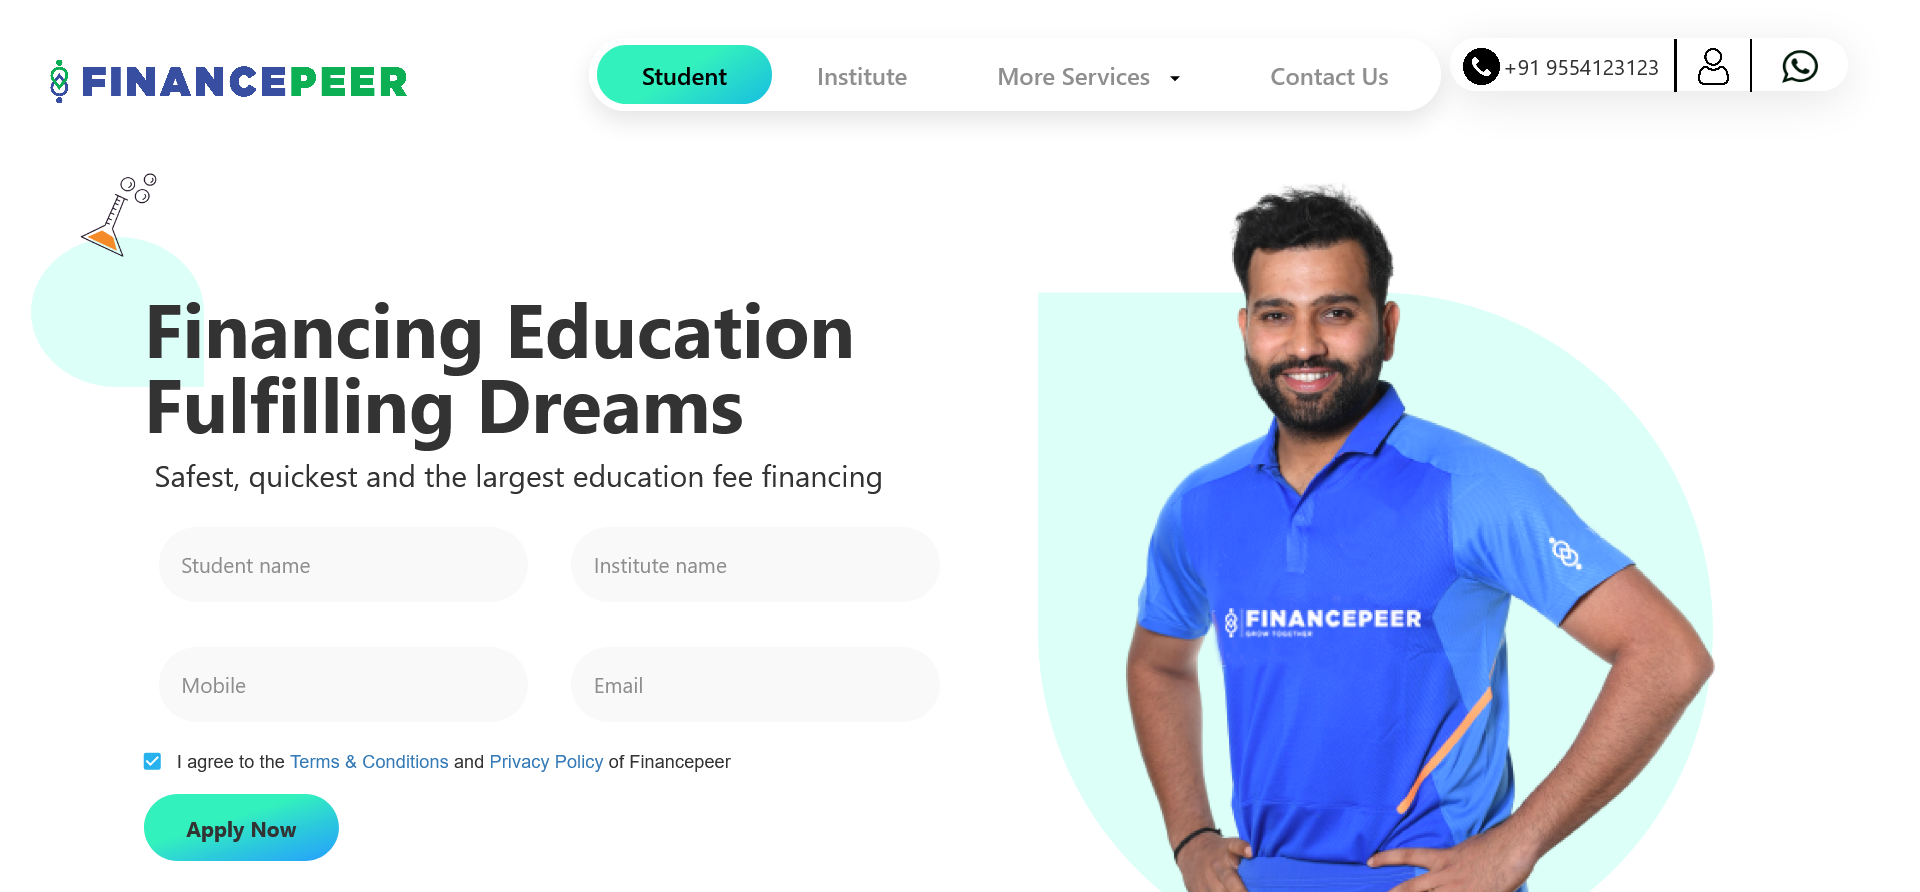 FINANCEPEER
Student
Institute
More Services
Contact Us
+91 9554123123
Financing Education
Fulfilling Dreams
Safest, quickest and the largest education fee financing
Student name
Institute name
Mobile
Email
I agree to the Terms & Conditions and Privacy Policy of Financepeer
Apply Now
FINANCEPEER
GROW TOGETHER